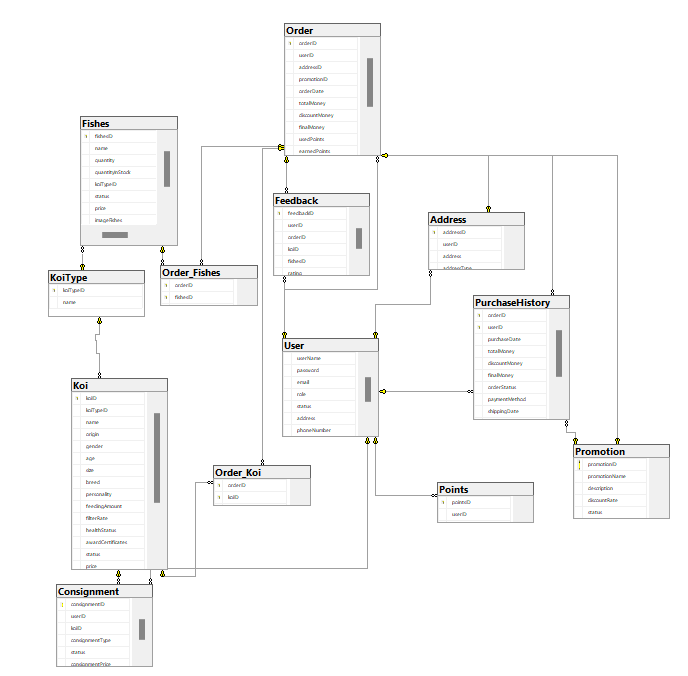 Order
orderID
userID
addressID
promotionID
orderDate
totalMoney
discountMoney
finalMoney
usedPoints
earnedPoints
Fishes
fishesID
name
quantity
quantityInStock
koiTypeID
status
price
imageFishes
Feedback
feedbackID
userID
orderID
koiID
fishesID
rating
Address
addressID
userID
address
addressType
KoiType
koiTypeID
name
Order_Fishes
orderID
fishesID
PurchaseHistory
orderID
userID
purchaseDate
totalMoney
discountMoney
finalMoney
orderStatus
paymentMethod
shippingDate
User
userName
password
email
role
status
address
phoneNumber
Koi
koiID
koiTypeID
name
origin
gender
age
size
breed
personality
feedingAmount
filterRate
healthStatus
awardCertificates
status
price
Order_Koi
orderID
koiID
Points
pointsID
userID
Promotion
promotionID
promotionName
description
discountRate
status
Consignment
consignmentID
userID
koiID
consignmentType
status
consignmentPrice